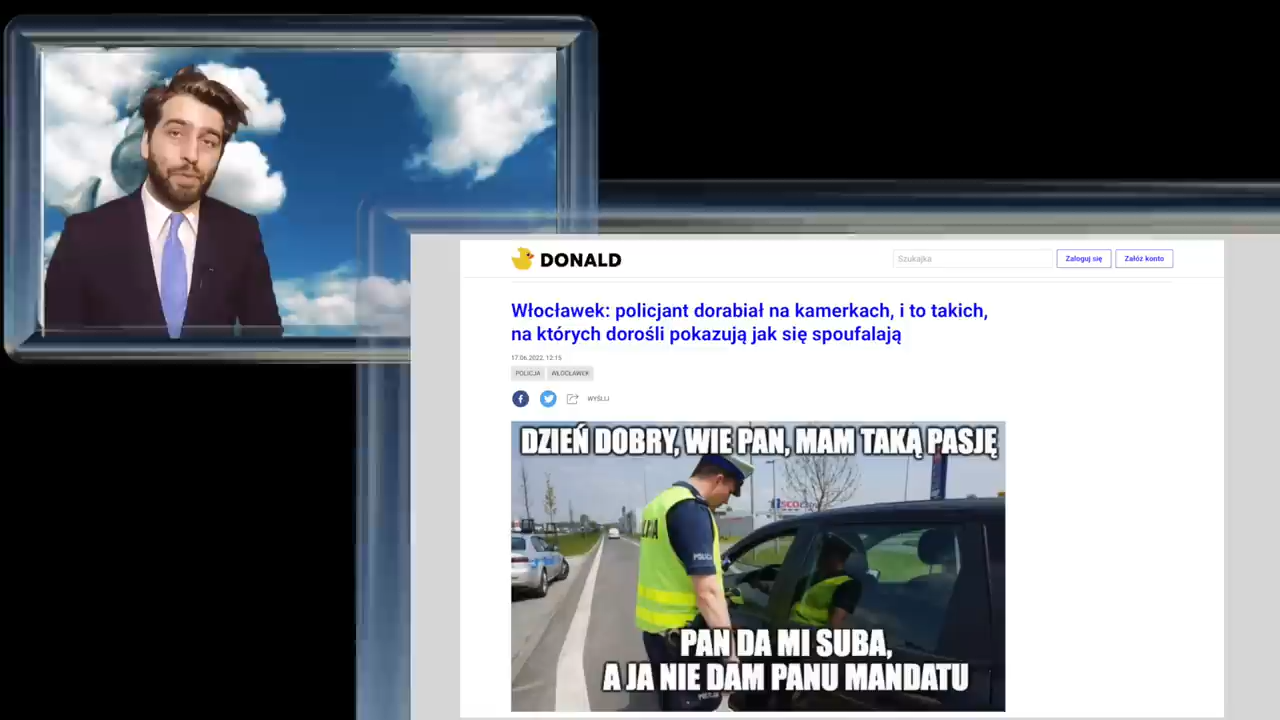 DONALD
Szukajka
Zaloguj się
Załóż konto
Włocławek: policjant dorabiał na kamerkach, i to takich,
na których dorośli pokazują jak się spoufalają
17.06.2022, 12:15
POLICJA
WŁOCŁAWEK
WYŚLIJ
DZIEŃ DOBRY, WIE PAN, MAM TAKĄ PASJĘ
POLICJA
PAN DA MI SUBA,
A JA NIE DAM PANU MANDATU